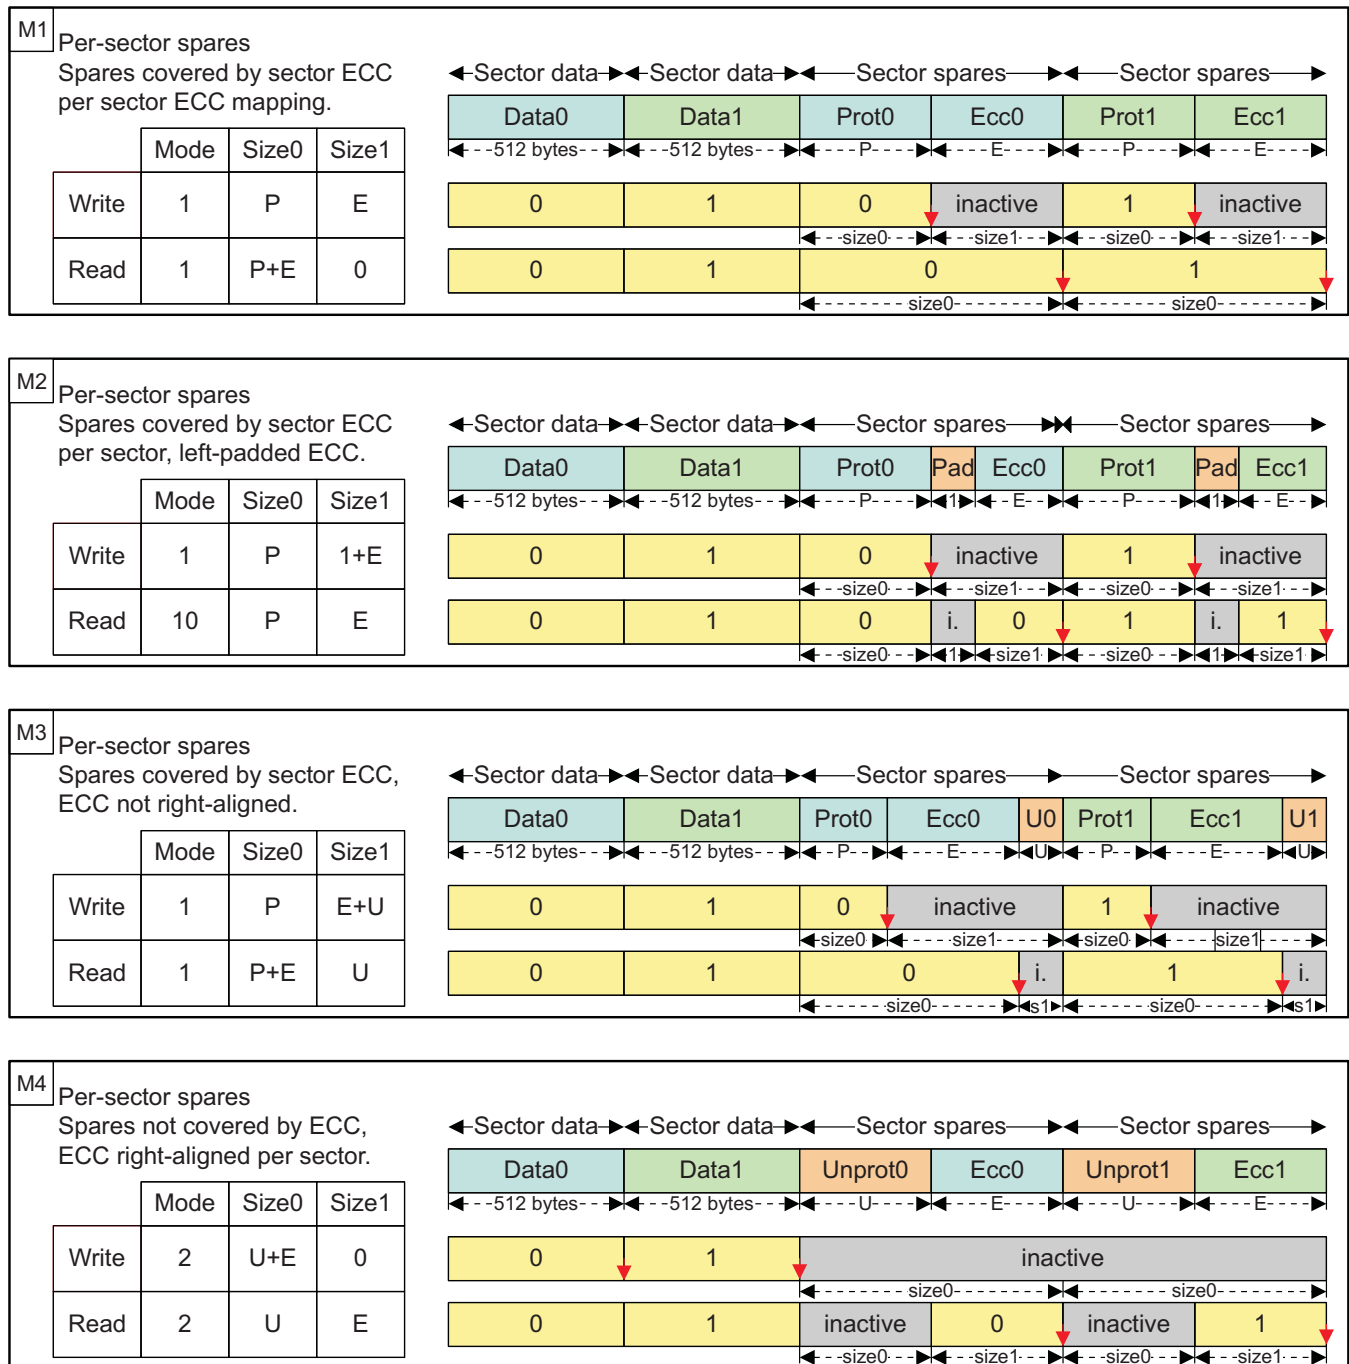 M1
Per-sector spares
Spares covered by sector ECC
per sector ECC mapping.
Mode Size0 Size1
Write 1 P E
Read 1 P+E 0
Sector data Sector data Sector spares Sector spares
Data0 Data1 Prot0 Ecc0 Prot1 Ecc1
512 bytes 512 bytes P E P E
0 1 0 inactive 1 inactive
size0 size1 size0 size1
0 1 0 1
size0 size0
M2
Per-sector spares
Spares covered by sector ECC
per sector, left-padded ECC.
Mode Size0 Size1
Write 1 P 1+E
Read 10 P E
Sector data Sector data Sector spares Sector spares
Data0 Data1 Prot0 Pad Ecc0 Prot1 Pad Ecc1
512 bytes 512 bytes P 1 E P 1 E
0 1 0 inactive 1 inactive
size0 size1 size0 size1
0 1 0 i. 0 1 i. 1
size0 1 size1 size0 1 size1
M3
Per-sector spares
Spares covered by sector ECC,
ECC not right-aligned.
Mode Size0 Size1
Write 1 P E+U
Read 1 P+E U
Sector data Sector data Sector spares Sector spares
Data0 Data1 Prot0 Ecc0 U0 Prot1 Ecc1 U1
512 bytes 512 bytes P E U P E U
0 1 0 inactive 1 inactive
size0 size1 size0 size1
0 1 0 i. 1 i.
size0 s1 size0 s1
M4
Per-sector spares
Spares not covered by ECC,
ECC right-aligned per sector.
Mode Size0 Size1
Write 2 U+E 0
Read 2 U E
Sector data Sector data Sector spares Sector spares
Data0 Data1 Unprot0 Ecc0 Unprot1 Ecc1
512 bytes 512 bytes U E U E
0 1 inactive
size0 size0
0 1 inactive 0 inactive 1
size0 size1 size0 size1